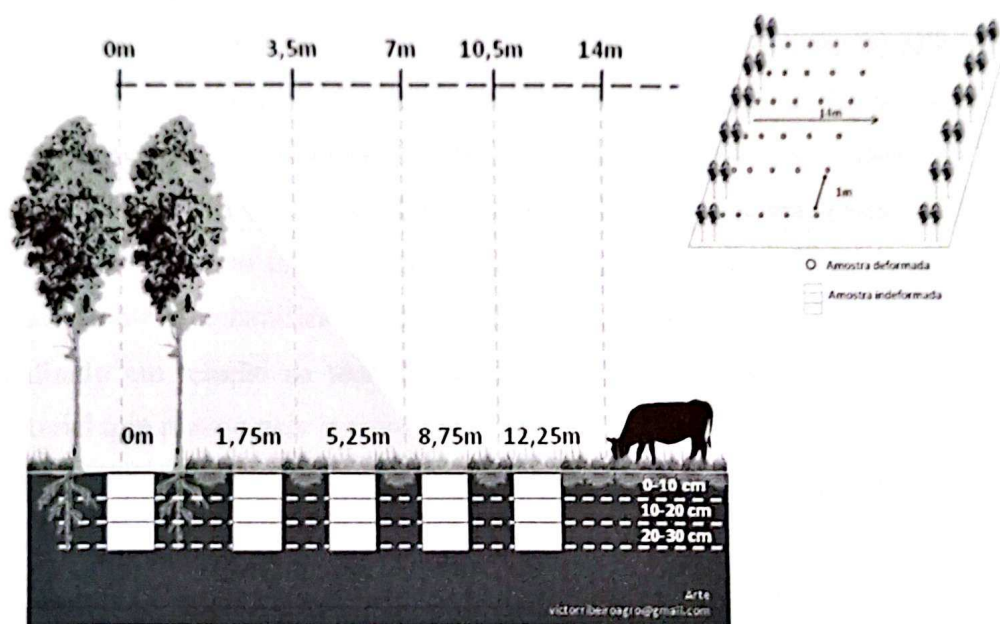 0m 3,5m 7m 10,5m 14m
14m
1m
Amostra deformada
Amostra indeformada
0m 1,75m 5,25m 8,75m 12,25m
0-10 cm
10-20 cm
20-30 cm
Arte
victorribeiroagro@gmail.com